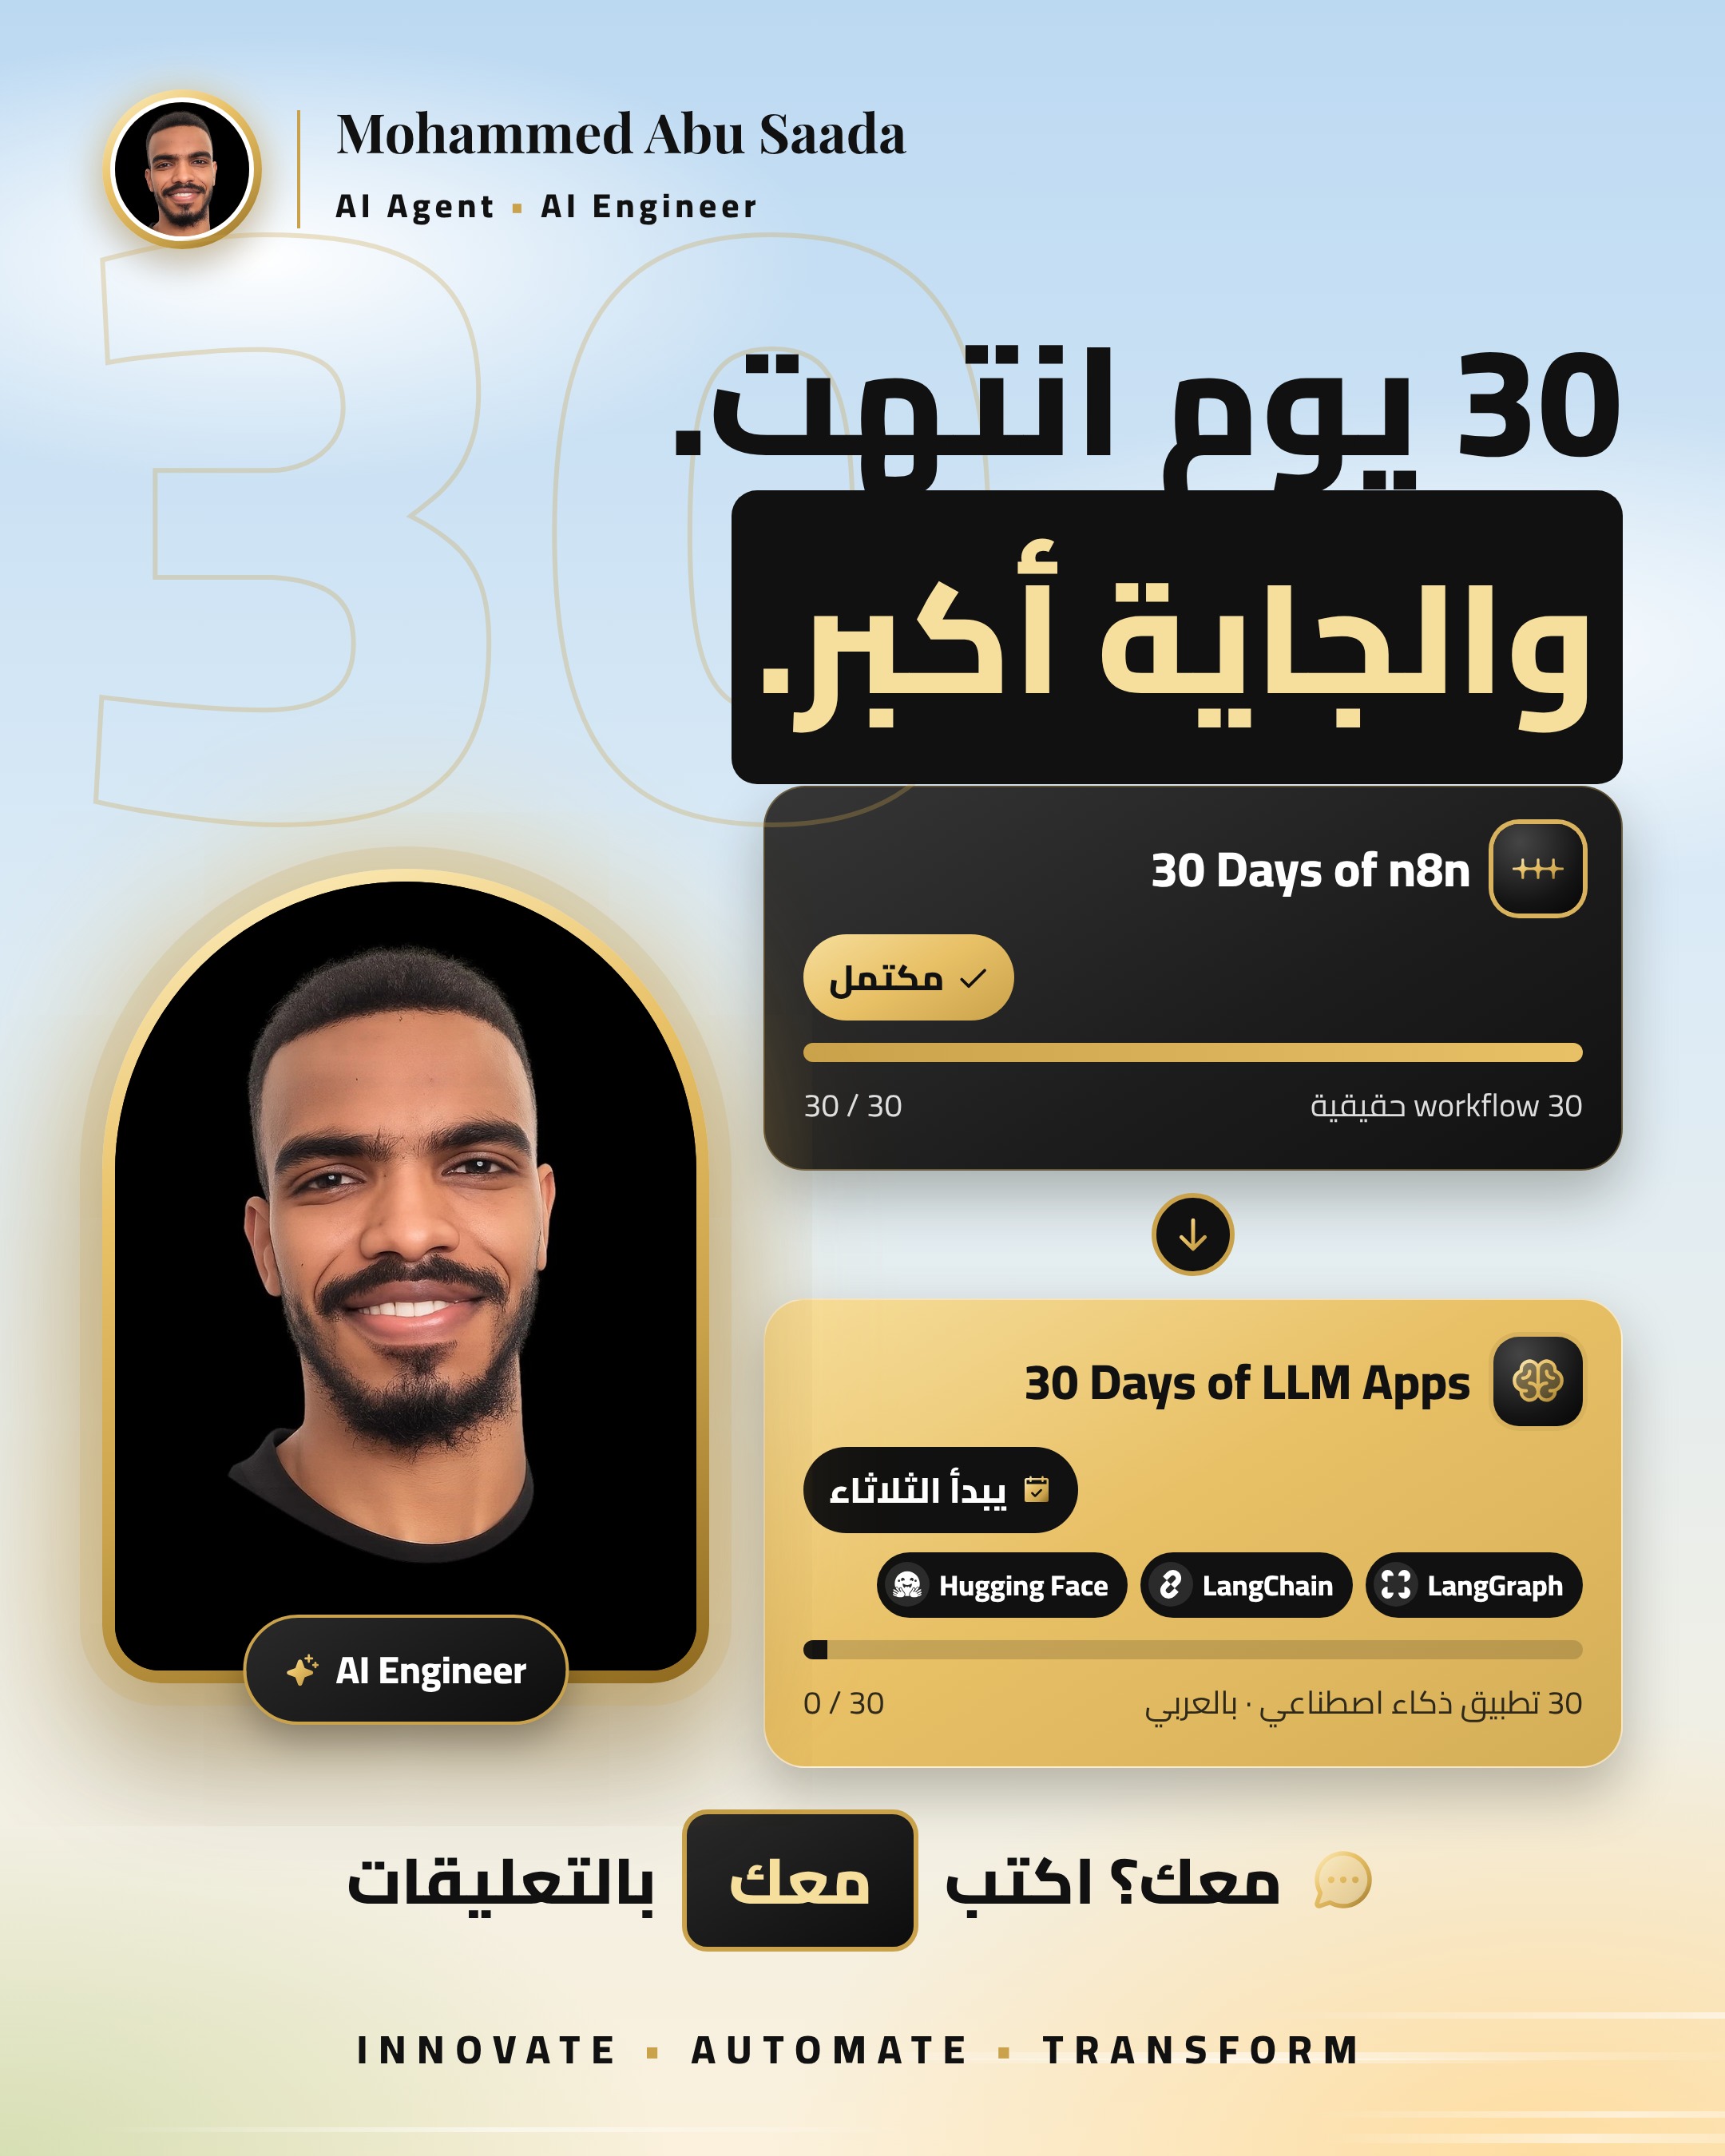 Mohammed Abu Saada
AI Agent ▪ AI Engineer
30
30 يوم انتهت.
والجاية أكبر.
30 Days of n8n
مكتمل
30 workflow حقيقية
30 / 30
30 Days of LLM Apps
يبدأ الثلاثاء
LangGraph
LangChain
Hugging Face
30 تطبيق ذكاء اصطناعي · بالعربي
0 / 30
AI Engineer
معك؟ اكتب معك بالتعليقات
INNOVATE ▪ AUTOMATE ▪ TRANSFORM